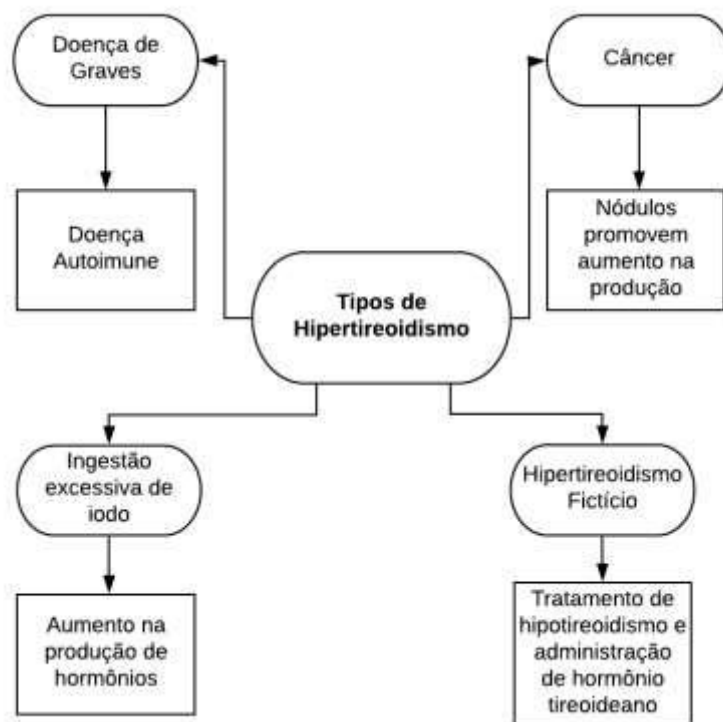 Doença de
Graves
Câncer
Doença
Autoimune
Nódulos
promovem
aumento na
produção
Tipos de
Hipertireoidismo
Ingestão
excessiva de
iodo
Hipertireoidismo
Fictício
Aumento na
produção de
hormônios
Tratamento de
hipotireoidismo e
administração
de hormônio
tireoideano